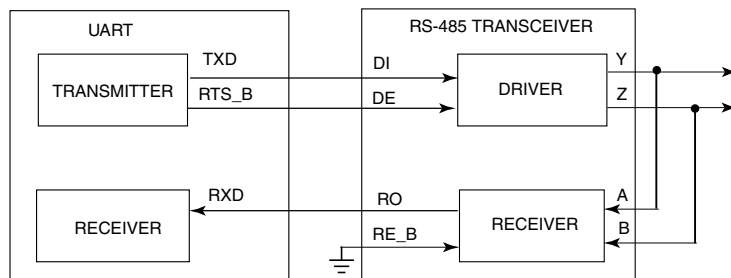 UART
RS-485 TRANSCEIVER
TXD
DI
Y
TRANSMITTER
DRIVER
RTS_B
DE
Z
RXD
RO
A
RECEIVER
RECEIVER
RE_B
B